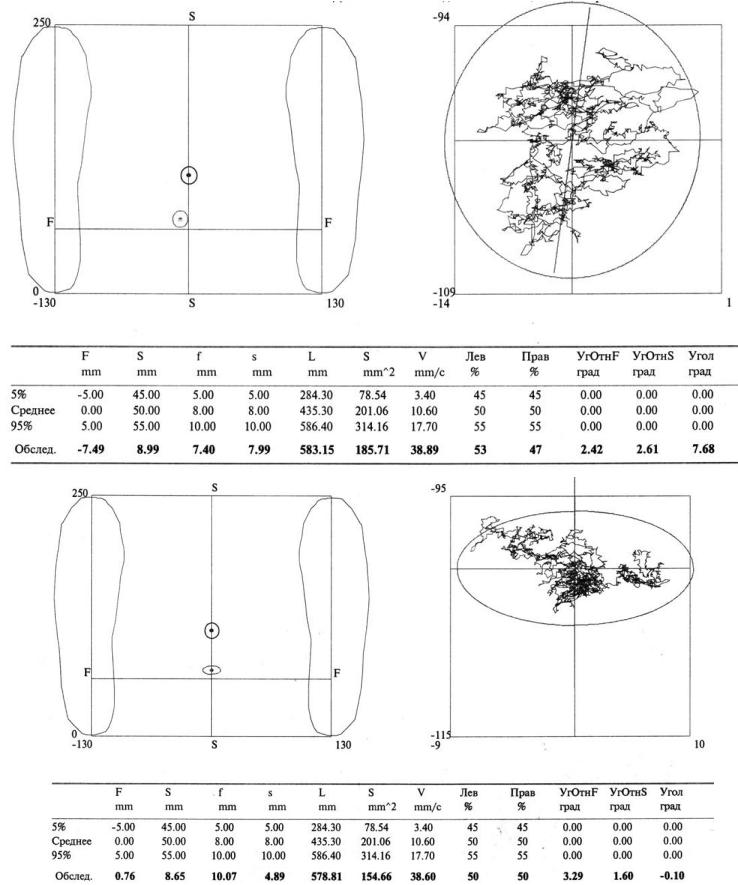 250
S
-94
F
F
0
-130
S
130
-109
-14
1
F S f s L S V Лев Прав УгОтнF УгОтнS Угол
mm mm mm mm mm mm^2 mm/c % % град град град
5% -5.00 45.00 5.00 5.00 284.30 78.54 3.40 45 45 0.00 0.00 0.00
Среднее 0.00 50.00 8.00 8.00 435.30 201.06 10.60 50 50 0.00 0.00 0.00
95% 5.00 55.00 10.00 10.00 586.40 314.16 17.70 55 55 0.00 0.00 0.00
Обслед. -7.49 8.99 7.40 7.99 583.15 185.71 38.89 53 47 2.42 2.61 7.68
250
S
-95
F
F
0
-130
S
130
-115
-9
10
F S f s L S V Лев Прав УгОтнF УгОтнS Угол
mm mm mm mm mm mm^2 mm/c % % град град град
5% -5.00 45.00 5.00 5.00 284.30 78.54 3.40 45 45 0.00 0.00 0.00
Среднее 0.00 50.00 8.00 8.00 435.30 201.06 10.60 50 50 0.00 0.00 0.00
95% 5.00 55.00 10.00 10.00 586.40 314.16 17.70 55 55 0.00 0.00 0.00
Обслед. 0.76 8.65 10.07 4.89 578.81 154.66 38.60 50 50 3.29 1.60 -0.10